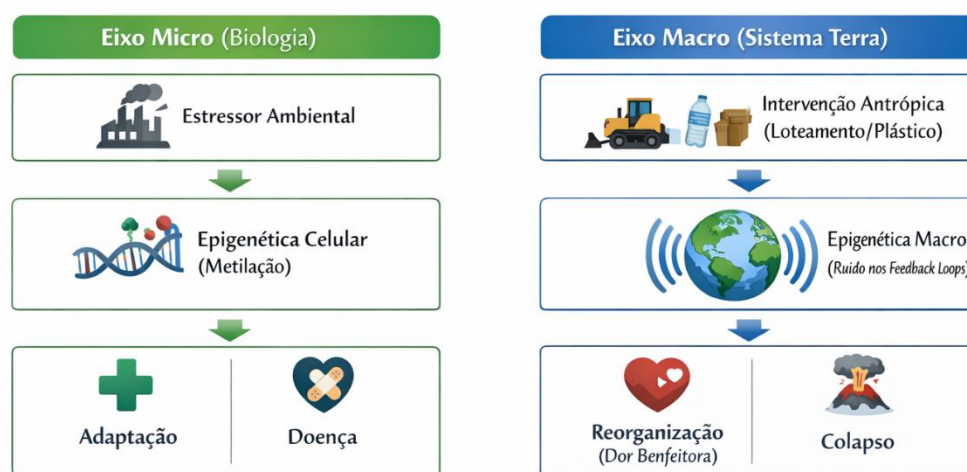 Eixo Micro (Biologia)
Estressor Ambiental
Epigenética Celular
(Metilação)
Adaptação
Doença
Eixo Macro (Sistema Terra)
Intervenção Antrópica
(Loteamento/Plástico)
Epigenética Macro
(Ruido nos Feedback Loops)
Reorganização
(Dor Benfeitora)
Colapso